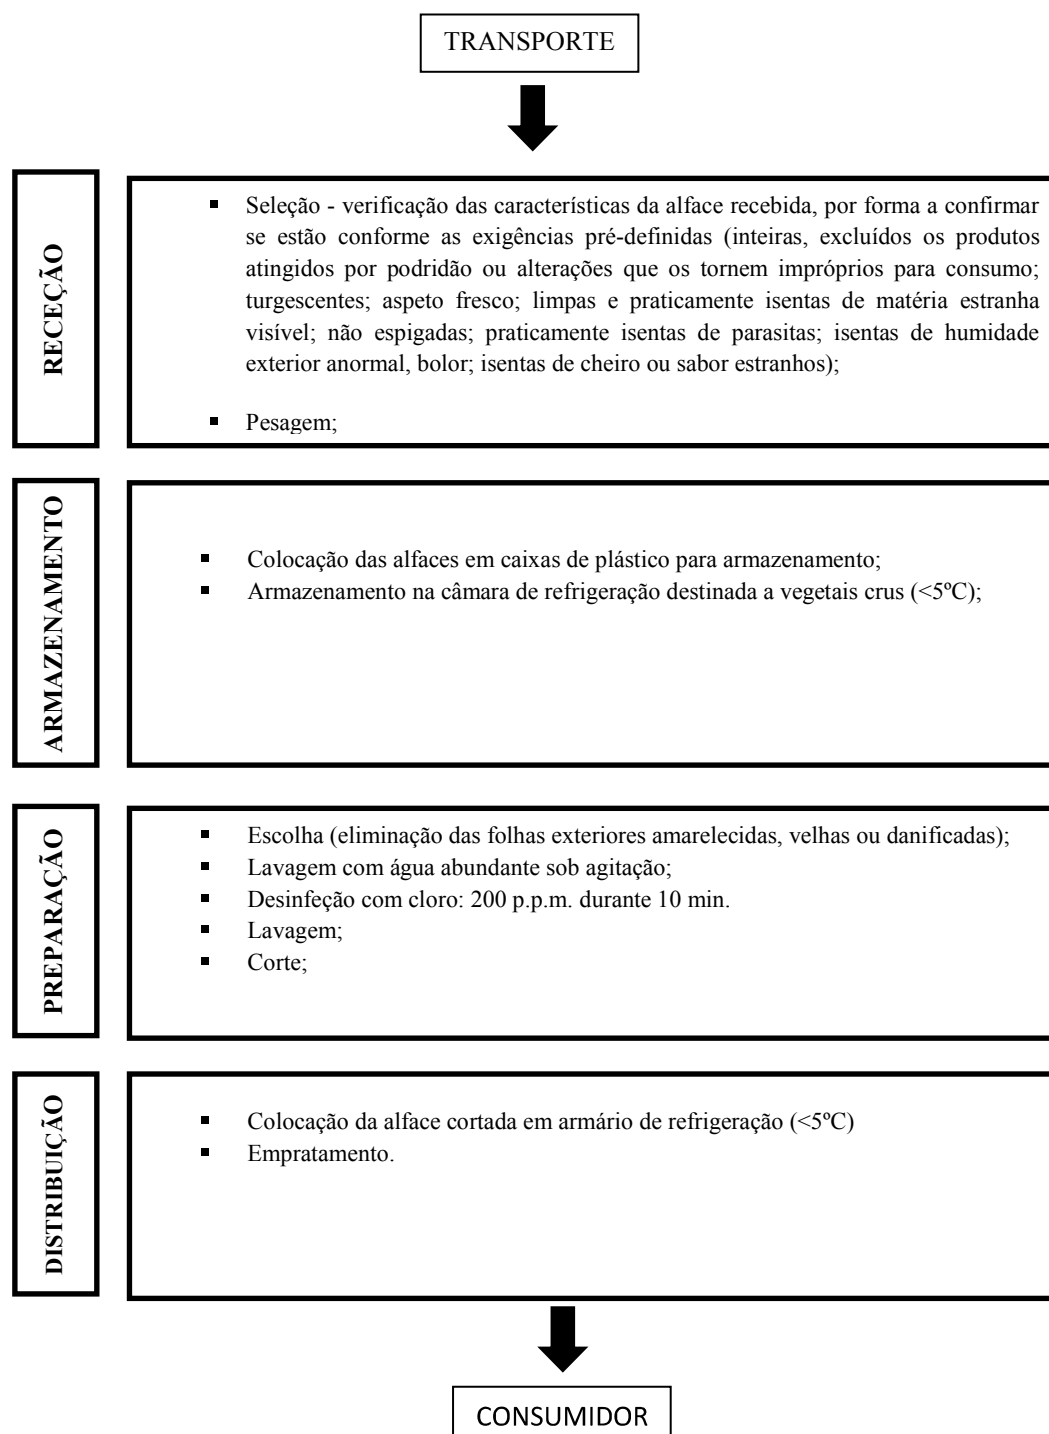 TRANSPORTE
RECEÇÃO
▪ Seleção - verificação das características da alface recebida, por forma a confirmar
se estão conforme as exigências pré-definidas (inteiras, excluídos os produtos
atingidos por podridão ou alterações que os tornem impróprios para consumo;
turgescentes; aspeto fresco; limpas e praticamente isentas de matéria estranha
visível; não espigadas; praticamente isentas de parasitas; isentas de humidade
exterior anormal, bolor; isentas de cheiro ou sabor estranhos);
▪ Pesagem;
ARMAZENAMENTO
▪ Colocação das alfaces em caixas de plástico para armazenamento;
▪ Armazenamento na câmara de refrigeração destinada a vegetais crus (<5ºC);
PREPARAÇÃO
▪ Escolha (eliminação das folhas exteriores amarelecidas, velhas ou danificadas);
▪ Lavagem com água abundante sob agitação;
▪ Desinfeção com cloro: 200 p.p.m. durante 10 min.
▪ Lavagem;
▪ Corte;
DISTRIBUIÇÃO
▪ Colocação da alface cortada em armário de refrigeração (<5ºC)
▪ Empratamento.
CONSUMIDOR